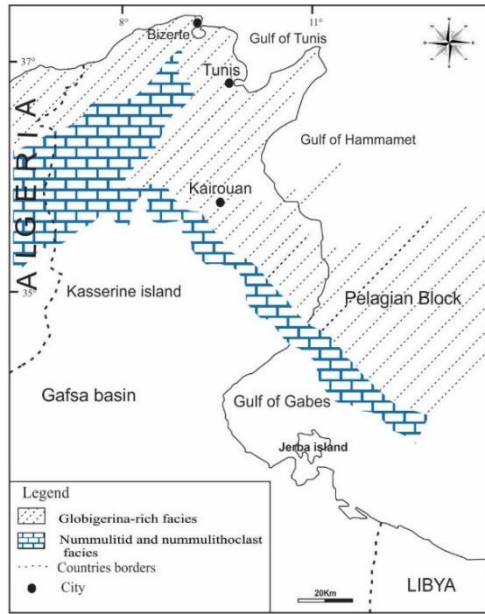 8°
11°
Bizerte
Gulf of Tunis
37°
Tunis
Gulf of Hammamet
ALGERIA
Kairouan
35°
Kasserine island
Pelagian Block
Gafsa basin
Gulf of Gabes
Jerba island
Legend
Globigerina-rich facies
Nummulitid and nummulithoclast
facies
Countries borders
City
20Km
LIBYA